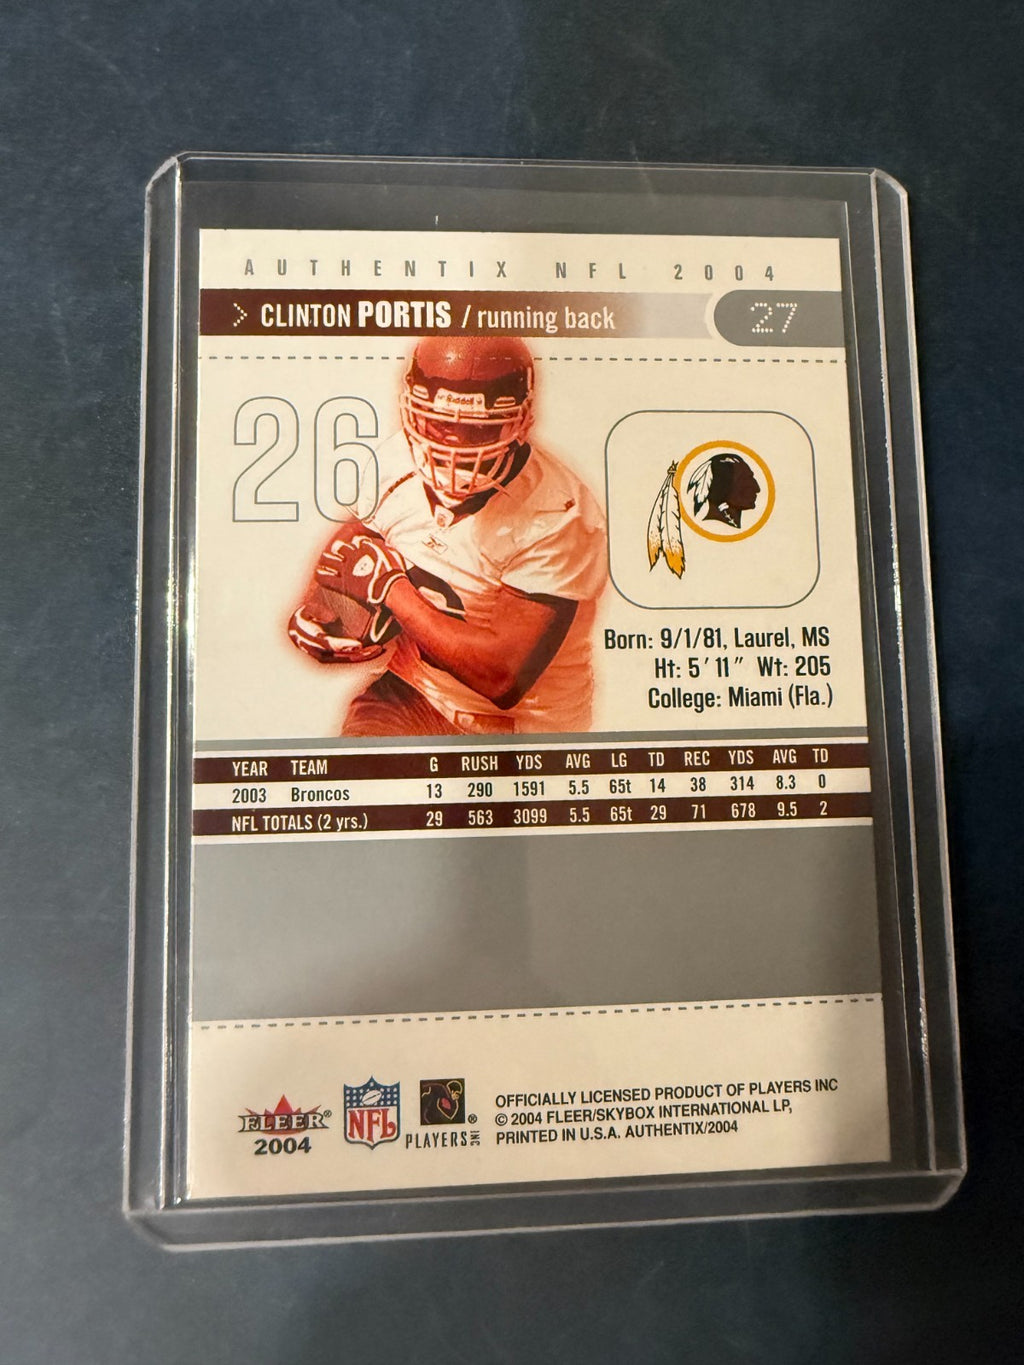 AUTHENTIX NFL 2004
> CLINTON PORTIS / running back 27
26
Riddell
Born: 9/1/81, Laurel, MS
Ht: 5' 11" Wt: 205
College: Miami (Fla.)
YEAR TEAM G RUSH YDS AVG LG TD REC YDS AVG TD
2003 Broncos 13 290 1591 5.5 65t 14 38 314 8.3 0
NFL TOTALS (2 yrs.) 29 563 3099 5.5 65t 29 71 678 9.5 2
FLEER®
2004
NFL
PLAYERS INC ®
OFFICIALLY LICENSED PRODUCT OF PLAYERS INC
© 2004 FLEER/SKYBOX INTERNATIONAL LP,
PRINTED IN U.S.A. AUTHENTIX/2004